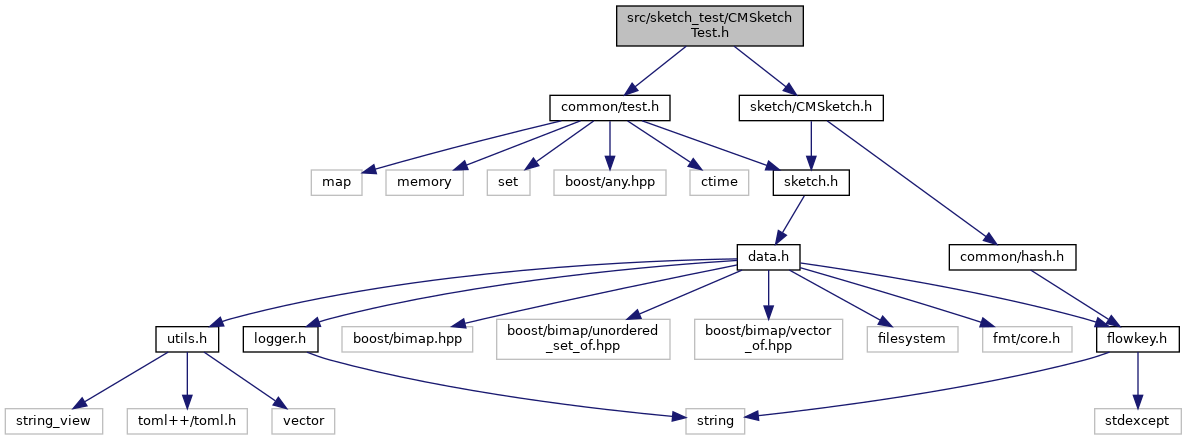 src/sketch_test/CMSketch
Test.h
common/test.h
sketch/CMSketch.h
map
memory
set
boost/any.hpp
ctime
sketch.h
data.h
common/hash.h
utils.h
logger.h
boost/bimap.hpp
boost/bimap/unordered
_set_of.hpp
boost/bimap/vector
_of.hpp
filesystem
fmt/core.h
flowkey.h
string_view
toml++/toml.h
vector
string
stdexcept